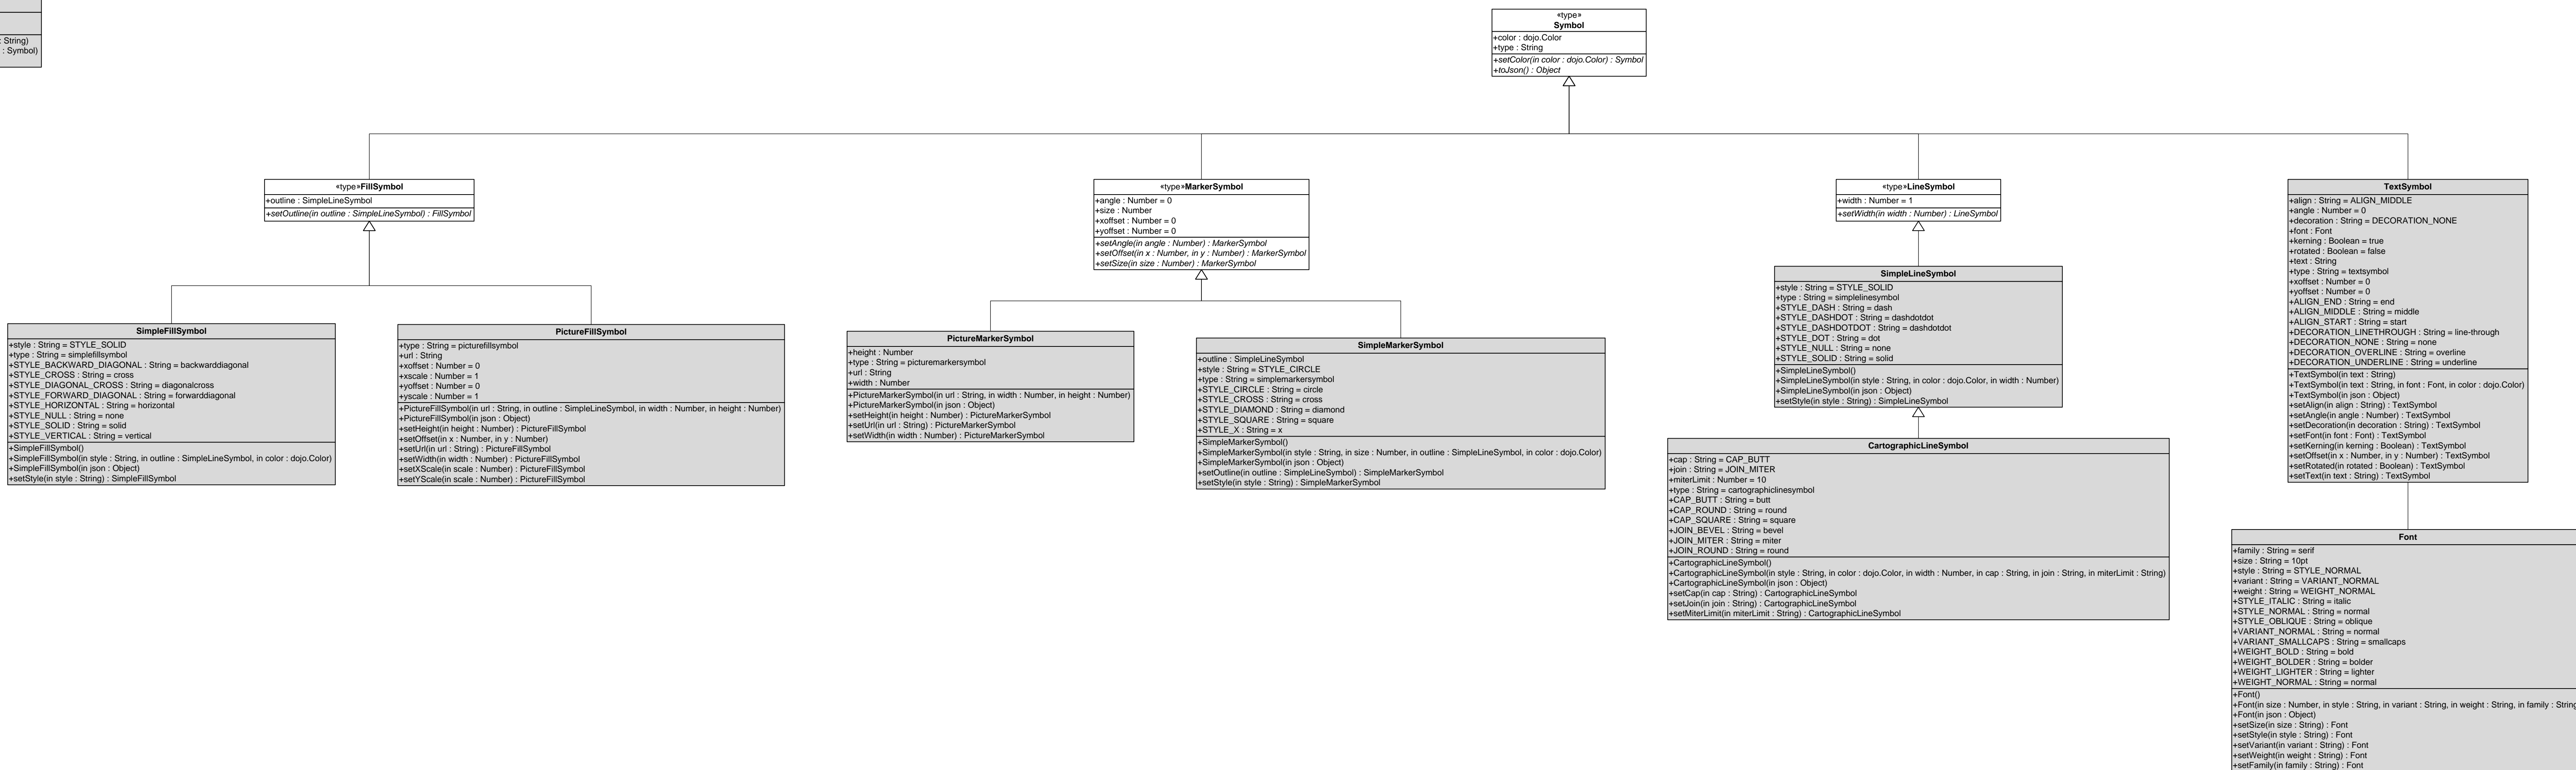 : String)
: Symbol)
«type»
Symbol
+color : dojo.Color
+type : String
+setColor(in color : dojo.Color) : Symbol
+toJson() : Object
«type»FillSymbol
+outline : SimpleLineSymbol
+setOutline(in outline : SimpleLineSymbol) : FillSymbol
«type»MarkerSymbol
+angle : Number = 0
+size : Number
+xoffset : Number = 0
+yoffset : Number = 0
+setAngle(in angle : Number) : MarkerSymbol
+setOffset(in x : Number, in y : Number) : MarkerSymbol
+setSize(in size : Number) : MarkerSymbol
«type»LineSymbol
+width : Number = 1
+setWidth(in width : Number) : LineSymbol
TextSymbol
+align : String = ALIGN_MIDDLE
+angle : Number = 0
+decoration : String = DECORATION_NONE
+font : Font
+kerning : Boolean = true
+rotated : Boolean = false
+text : String
+type : String = textsymbol
+xoffset : Number = 0
+yoffset : Number = 0
+ALIGN_END : String = end
+ALIGN_MIDDLE : String = middle
+ALIGN_START : String = start
+DECORATION_LINETHROUGH : String = line-through
+DECORATION_NONE : String = none
+DECORATION_OVERLINE : String = overline
+DECORATION_UNDERLINE : String = underline
+TextSymbol(in text : String)
+TextSymbol(in text : String, in font : Font, in color : dojo.Color)
+TextSymbol(in json : Object)
+setAlign(in align : String) : TextSymbol
+setAngle(in angle : Number) : TextSymbol
+setDecoration(in decoration : String) : TextSymbol
+setFont(in font : Font) : TextSymbol
+setKerning(in kerning : Boolean) : TextSymbol
+setOffset(in x : Number, in y : Number) : TextSymbol
+setRotated(in rotated : Boolean) : TextSymbol
+setText(in text : String) : TextSymbol
SimpleFillSymbol
+style : String = STYLE_SOLID
+type : String = simplefillsymbol
+STYLE_BACKWARD_DIAGONAL : String = backwarddiagonal
+STYLE_CROSS : String = cross
+STYLE_DIAGONAL_CROSS : String = diagonalcross
+STYLE_FORWARD_DIAGONAL : String = forwarddiagonal
+STYLE_HORIZONTAL : String = horizontal
+STYLE_NULL : String = none
+STYLE_SOLID : String = solid
+STYLE_VERTICAL : String = vertical
+SimpleFillSymbol()
+SimpleFillSymbol(in style : String, in outline : SimpleLineSymbol, in color : dojo.Color)
+SimpleFillSymbol(in json : Object)
+setStyle(in style : String) : SimpleFillSymbol
PictureFillSymbol
+type : String = picturefillsymbol
+url : String
+xoffset : Number = 0
+xscale : Number = 1
+yoffset : Number = 0
+yscale : Number = 1
+PictureFillSymbol(in url : String, in outline : SimpleLineSymbol, in width : Number, in height : Number)
+PictureFillSymbol(in json : Object)
+setHeight(in height : Number) : PictureFillSymbol
+setOffset(in x : Number, in y : Number)
+setUrl(in url : String) : PictureFillSymbol
+setWidth(in width : Number) : PictureFillSymbol
+setXScale(in scale : Number) : PictureFillSymbol
+setYScale(in scale : Number) : PictureFillSymbol
PictureMarkerSymbol
+height : Number
+type : String = picturemarkersymbol
+url : String
+width : Number
+PictureMarkerSymbol(in url : String, in width : Number, in height : Number)
+PictureMarkerSymbol(in json : Object)
+setHeight(in height : Number) : PictureMarkerSymbol
+setUrl(in url : String) : PictureMarkerSymbol
+setWidth(in width : Number) : PictureMarkerSymbol
SimpleMarkerSymbol
+outline : SimpleLineSymbol
+style : String = STYLE_CIRCLE
+type : String = simplemarkersymbol
+STYLE_CIRCLE : String = circle
+STYLE_CROSS : String = cross
+STYLE_DIAMOND : String = diamond
+STYLE_SQUARE : String = square
+STYLE_X : String = x
+SimpleMarkerSymbol()
+SimpleMarkerSymbol(in style : String, in size : Number, in outline : SimpleLineSymbol, in color : dojo.Color)
+SimpleMarkerSymbol(in json : Object)
+setOutline(in outline : SimpleLineSymbol) : SimpleMarkerSymbol
+setStyle(in style : String) : SimpleMarkerSymbol
SimpleLineSymbol
+style : String = STYLE_SOLID
+type : String = simplelinesymbol
+STYLE_DASH : String = dash
+STYLE_DASHDOT : String = dashdotdot
+STYLE_DASHDOTDOT : String = dashdotdot
+STYLE_DOT : String = dot
+STYLE_NULL : String = none
+STYLE_SOLID : String = solid
+SimpleLineSymbol()
+SimpleLineSymbol(in style : String, in color : dojo.Color, in width : Number)
+SimpleLineSymbol(in json : Object)
+setStyle(in style : String) : SimpleLineSymbol
CartographicLineSymbol
+cap : String = CAP_BUTT
+join : String = JOIN_MITER
+miterLimit : Number = 10
+type : String = cartographiclinesymbol
+CAP_BUTT : String = butt
+CAP_ROUND : String = round
+CAP_SQUARE : String = square
+JOIN_BEVEL : String = bevel
+JOIN_MITER : String = miter
+JOIN_ROUND : String = round
+CartographicLineSymbol()
+CartographicLineSymbol(in style : String, in color : dojo.Color, in width : Number, in cap : String, in join : String, in miterLimit : String)
+CartographicLineSymbol(in json : Object)
+setCap(in cap : String) : CartographicLineSymbol
+setJoin(in join : String) : CartographicLineSymbol
+setMiterLimit(in miterLimit : String) : CartographicLineSymbol
Font
+family : String = serif
+size : String = 10pt
+style : String = STYLE_NORMAL
+variant : String = VARIANT_NORMAL
+weight : String = WEIGHT_NORMAL
+STYLE_ITALIC : String = italic
+STYLE_NORMAL : String = normal
+STYLE_OBLIQUE : String = oblique
+VARIANT_NORMAL : String = normal
+VARIANT_SMALLCAPS : String = smallcaps
+WEIGHT_BOLD : String = bold
+WEIGHT_BOLDER : String = bolder
+WEIGHT_LIGHTER : String = lighter
+WEIGHT_NORMAL : String = normal
+Font()
+Font(in size : Number, in style : String, in variant : String, in weight : String, in family : String
+Font(in json : Object)
+setSize(in size : String) : Font
+setStyle(in style : String) : Font
+setVariant(in variant : String) : Font
+setWeight(in weight : String) : Font
+setFamily(in family : String) : Font